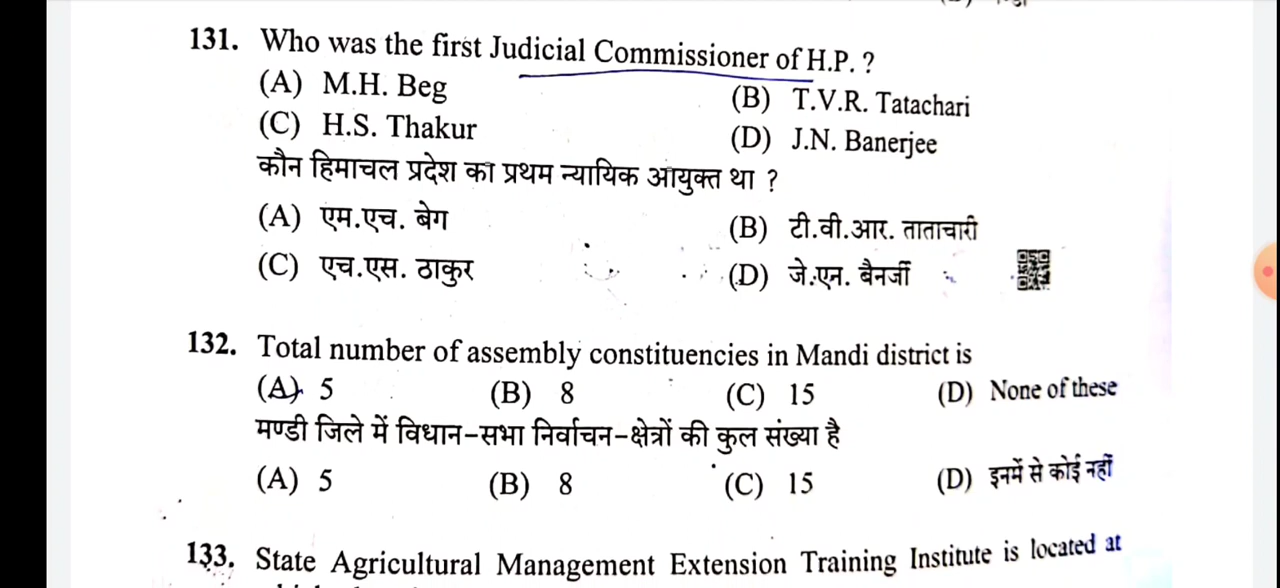 131. Who was the first Judicial Commissioner of H.P. ?
(A) M.H. Beg (B) T.V.R. Tatachari
(C) H.S. Thakur (D) J.N. Banerjee
कौन हिमाचल प्रदेश का प्रथम न्यायिक आयुक्त था ?
(A) एम.एच. बेग (B) टी.वी.आर. ताताचारी
(C) एच.एस. ठाकुर (D) जे.एन. बैनर्जी
132. Total number of assembly constituencies in Mandi district is
(A) 5 (B) 8 (C) 15 (D) None of these
मण्डी जिले में विधान-सभा निर्वाचन-क्षेत्रों की कुल संख्या है
(A) 5 (B) 8 (C) 15 (D) इनमें से कोई नहीं
133. State Agricultural Management Extension Training Institute is located at